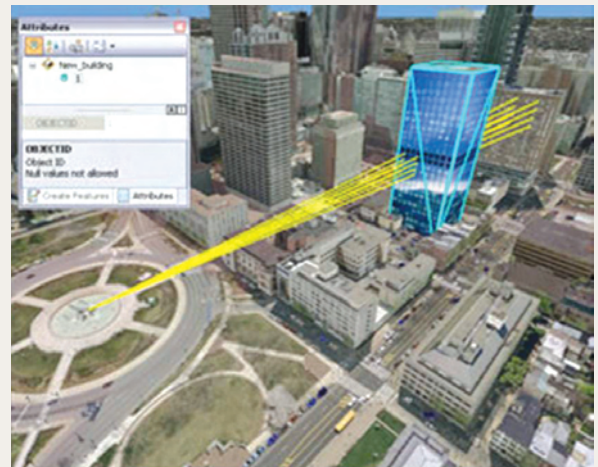 Attributes
New_building
1
OBJECTID
OBJECTID
Object ID
Null values not allowed
Create Features Attributes